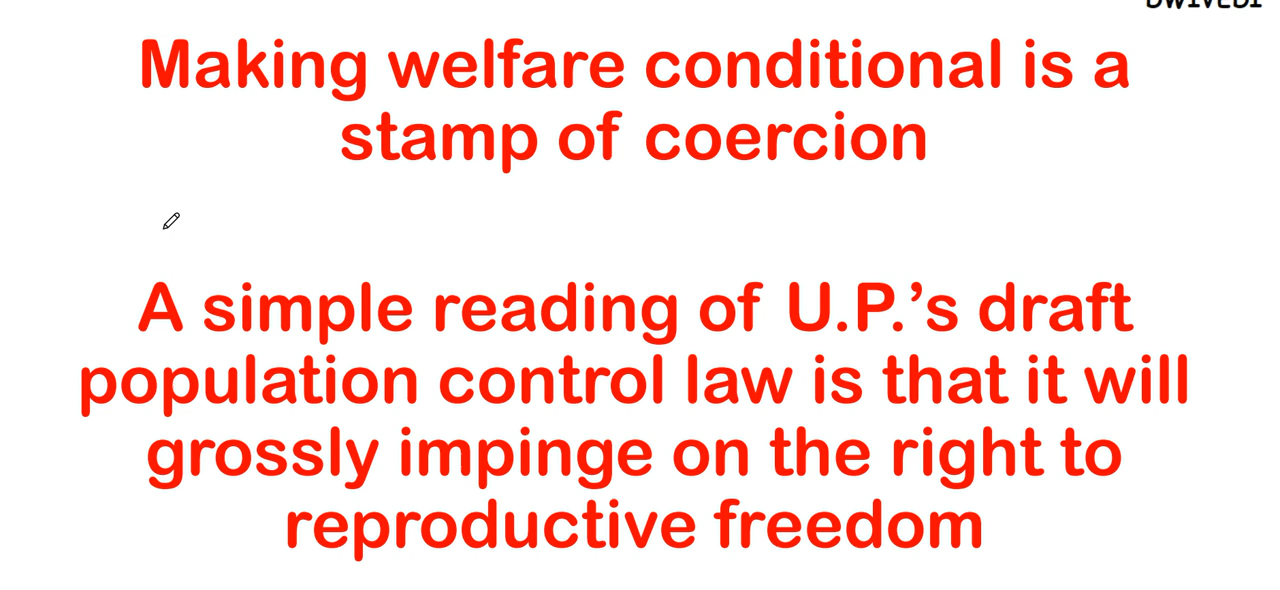 DWIVEDI
Making welfare conditional is a
stamp of coercion
A simple reading of U.P.’s draft
population control law is that it will
grossly impinge on the right to
reproductive freedom